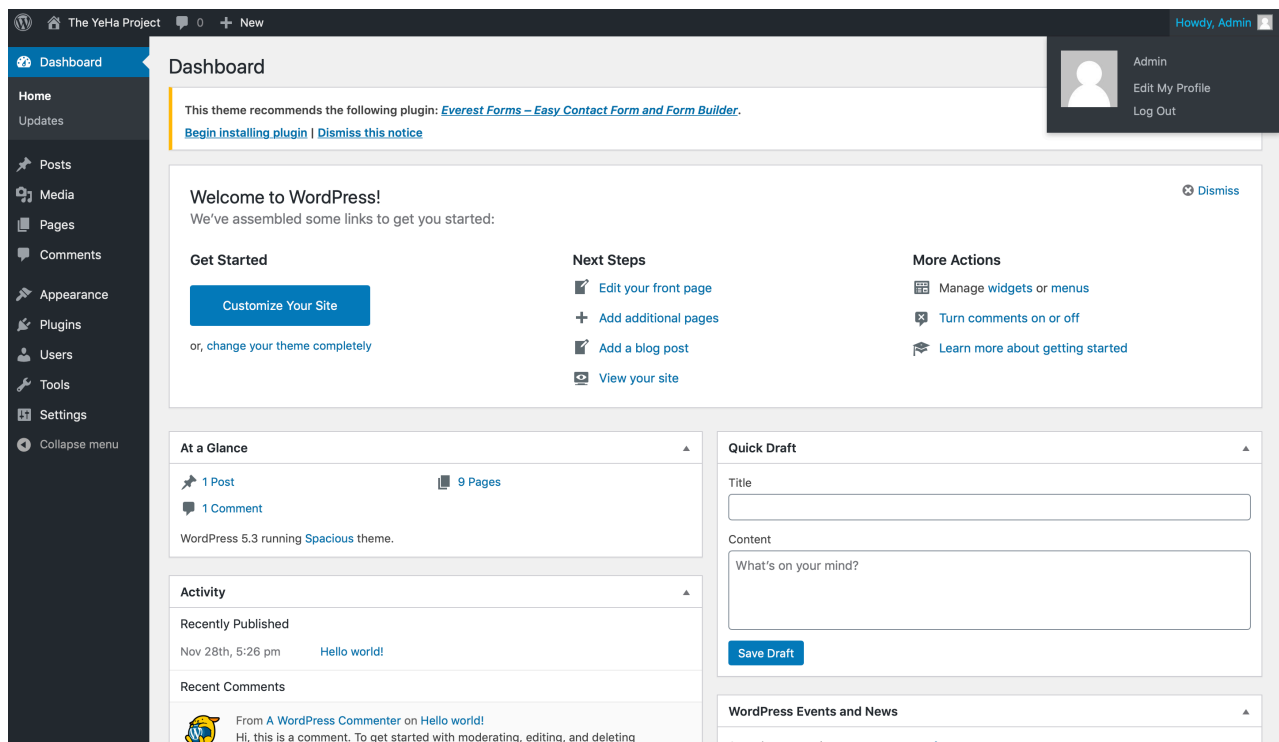 The YeHa Project 0 New Howdy, Admin
Admin
Edit My Profile
Log Out
Dashboard
Home
Updates
Posts
Media
Pages
Comments
Appearance
Plugins
Users
Tools
Settings
Collapse menu
Dashboard
This theme recommends the following plugin: Everest Forms – Easy Contact Form and Form Builder.
Begin installing plugin | Dismiss this notice
Welcome to WordPress!
Dismiss
We've assembled some links to get you started:
Get Started
Customize Your Site
or, change your theme completely
Next Steps
Edit your front page
Add additional pages
Add a blog post
View your site
More Actions
Manage widgets or menus
Turn comments on or off
Learn more about getting started
At a Glance
1 Post
9 Pages
1 Comment
WordPress 5.3 running Spacious theme.
Activity
Recently Published
Nov 28th, 5:26 pm Hello world!
Recent Comments
From A WordPress Commenter on Hello world!
Hi, this is a comment. To get started with moderating, editing, and deleting
Quick Draft
Title
Content
What's on your mind?
Save Draft
WordPress Events and News